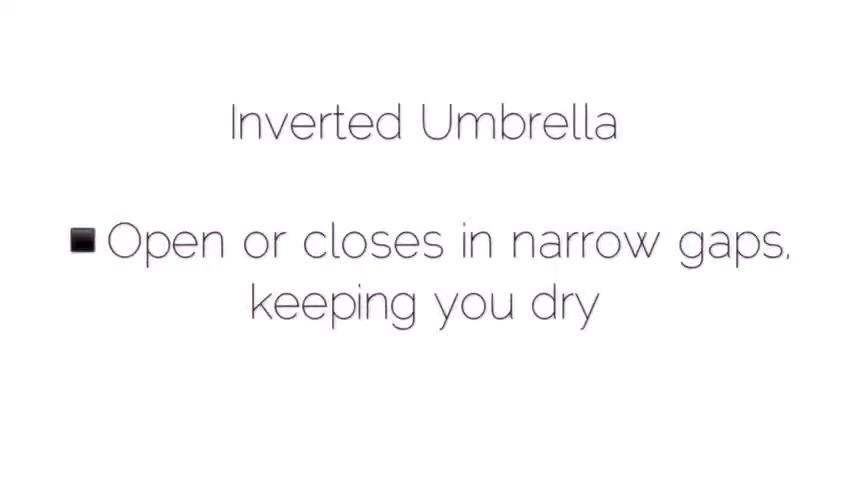 Inverted Umbrella
▪Open or closes in narrow gaps,
keeping you dry